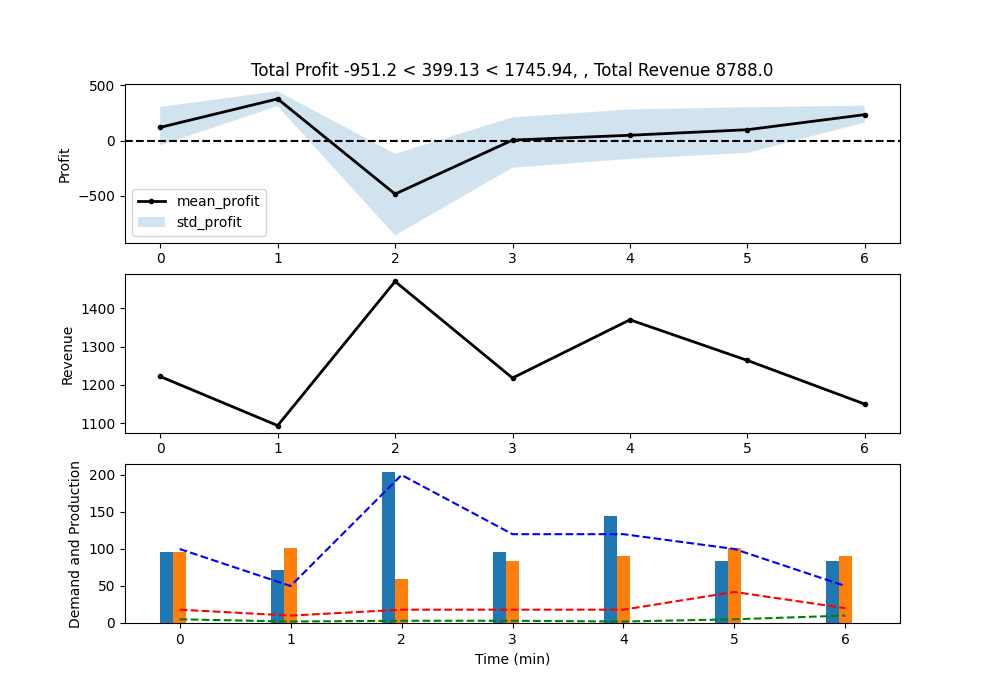 Total Profit -951.2 < 399.13 < 1745.94, , Total Revenue 8788.0
Profit
500
0
−500
mean_profit
std_profit
0 1 2 3 4 5 6
Revenue
1400
1300
1200
1100
0 1 2 3 4 5 6
Demand and Production
200
150
100
50
0
0 1 2 3 4 5 6
Time (min)